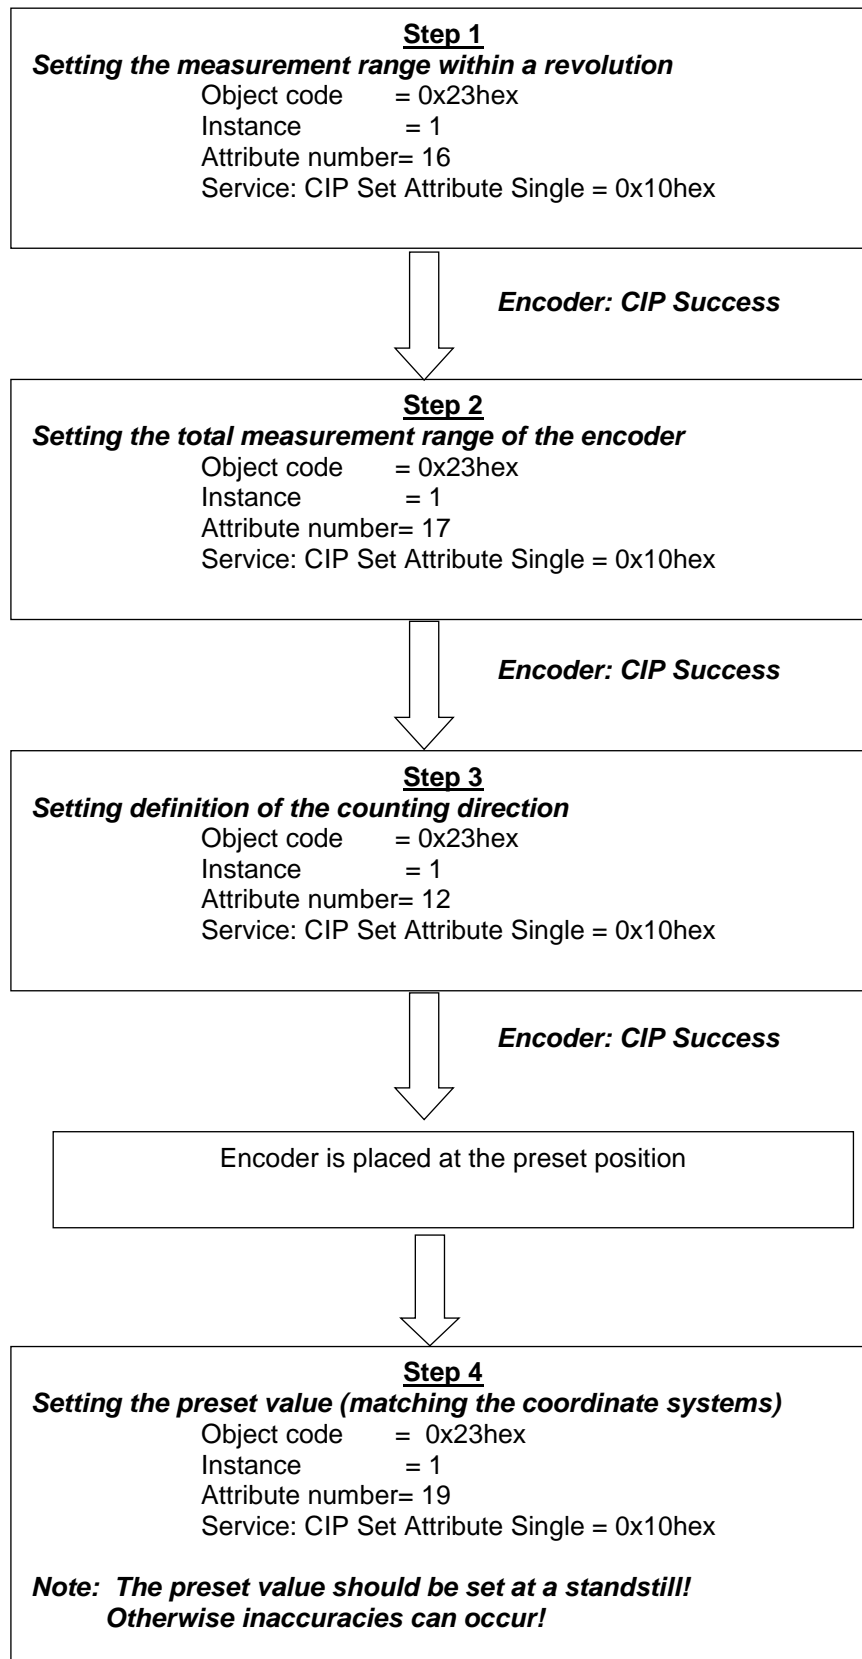 Step 1
Setting the measurement range within a revolution
Object code = 0x23hex
Instance = 1
Attribute number= 16
Service: CIP Set Attribute Single = 0x10hex
Encoder: CIP Success
Step 2
Setting the total measurement range of the encoder
Object code = 0x23hex
Instance = 1
Attribute number= 17
Service: CIP Set Attribute Single = 0x10hex
Encoder: CIP Success
Step 3
Setting definition of the counting direction
Object code = 0x23hex
Instance = 1
Attribute number= 12
Service: CIP Set Attribute Single = 0x10hex
Encoder: CIP Success
Encoder is placed at the preset position
Step 4
Setting the preset value (matching the coordinate systems)
Object code = 0x23hex
Instance = 1
Attribute number= 19
Service: CIP Set Attribute Single = 0x10hex
Note: The preset value should be set at a standstill!
Otherwise inaccuracies can occur!